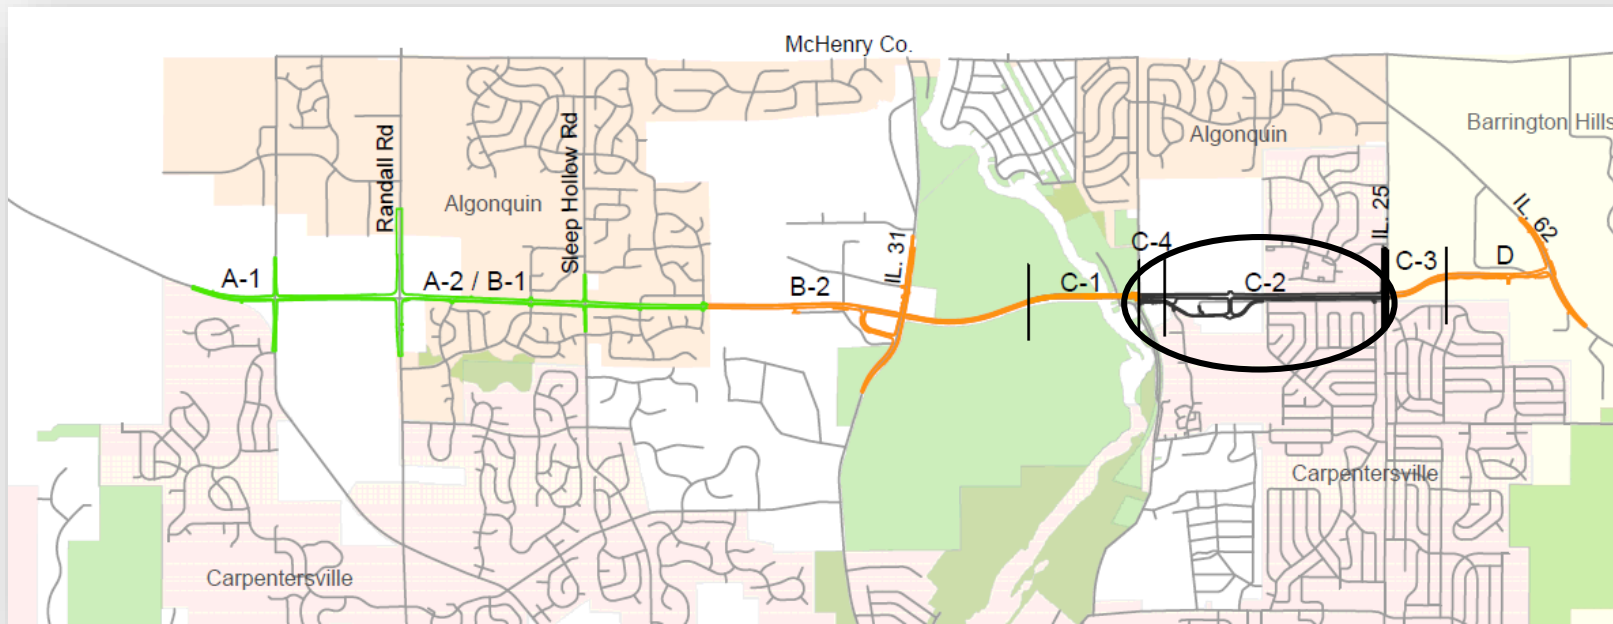 McHenry Co.
Randall Rd
Sleep Hollow Rd
Algonquin
Algonquin
Barrington Hills
IL. 31
IL. 25
IL. 62
A-1
A-2 / B-1
B-2
C-1
C-4
C-2
C-3
D
Carpentersville
Carpentersville